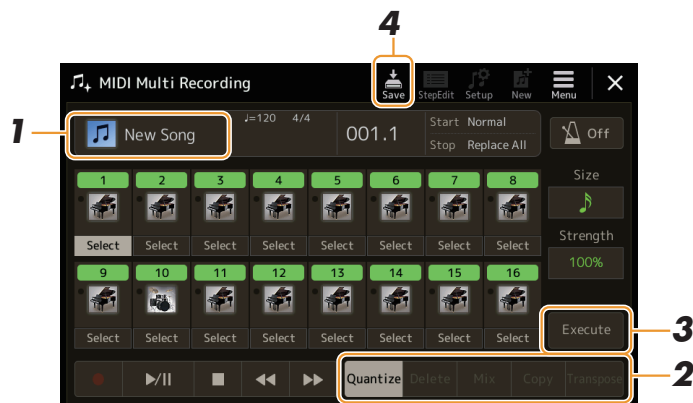 4
MIDI Multi Recording
Save StepEdit Setup New Menu
1
New Song
♩=120 4/4
001.1
Start Normal
Stop Replace All
Off
1 2 3 4 5 6 7 8
Size
Select Select Select Select Select Select Select Select
Strength
100%
9 10 11 12 13 14 15 16
Select Select Select Select Select Select Select Select
Execute
3
Quantize Delete Mix Copy Transpose
2